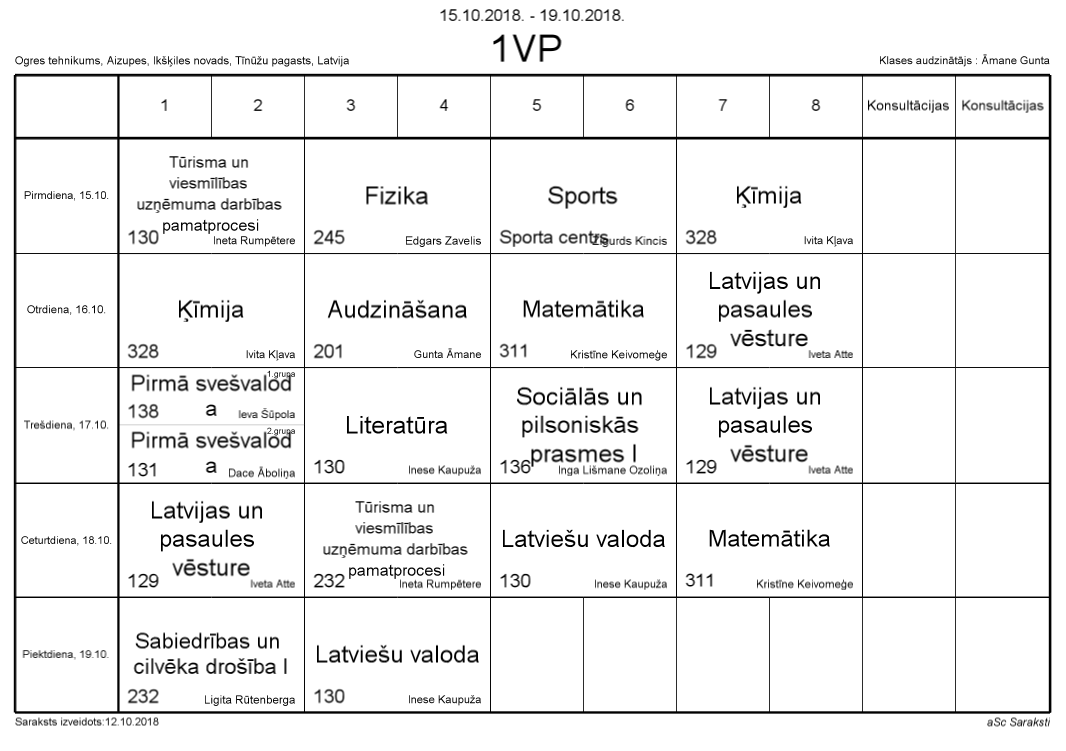 15.10.2018. - 19.10.2018.
1VP
Ogres tehnikums, Aizupes, Ikšķiles novads, Tīnūžu pagasts, Latvija
Klases audzinātājs : Āmane Gunta
1 2 3 4 5 6 7 8 Konsultācijas Konsultācijas
Pirmdiena, 15.10.
Tūrisma un
viesmīlības
uzņēmuma darbības
pamatprocesi
130 Ineta Rumpētere
Fizika
245 Edgars Zavelis
Sports
Sporta centrs Zigurds Kincis
Ķīmija
328 Ivita Kļava
Otrdiena, 16.10.
Ķīmija
328 Ivita Kļava
Audzināšana
201 Gunta Āmane
Matemātika
311 Kristīne Keivomeģe
Latvijas un
pasaules
vēsture
129 Iveta Atte
Trešdiena, 17.10.
1.grupa
Pirmā svešvalod
a
138 Ieva Šūpola
2.grupa
Pirmā svešvalod
a
131 Dace Āboliņa
Literatūra
130 Inese Kaupuža
Sociālās un
pilsoniskās
prasmes I
136 Inga Lišmane Ozoliņa
Latvijas un
pasaules
vēsture
129 Iveta Atte
Ceturtdiena, 18.10.
Latvijas un
pasaules
vēsture
129 Iveta Atte
Tūrisma un
viesmīlības
uzņēmuma darbības
pamatprocesi
232 Ineta Rumpētere
Latviešu valoda
130 Inese Kaupuža
Matemātika
311 Kristīne Keivomeģe
Piektdiena, 19.10.
Sabiedrības un
cilvēka drošība I
232 Ligita Rūtenberga
Latviešu valoda
130 Inese Kaupuža
Saraksts izveidots:12.10.2018
aSc Saraksti